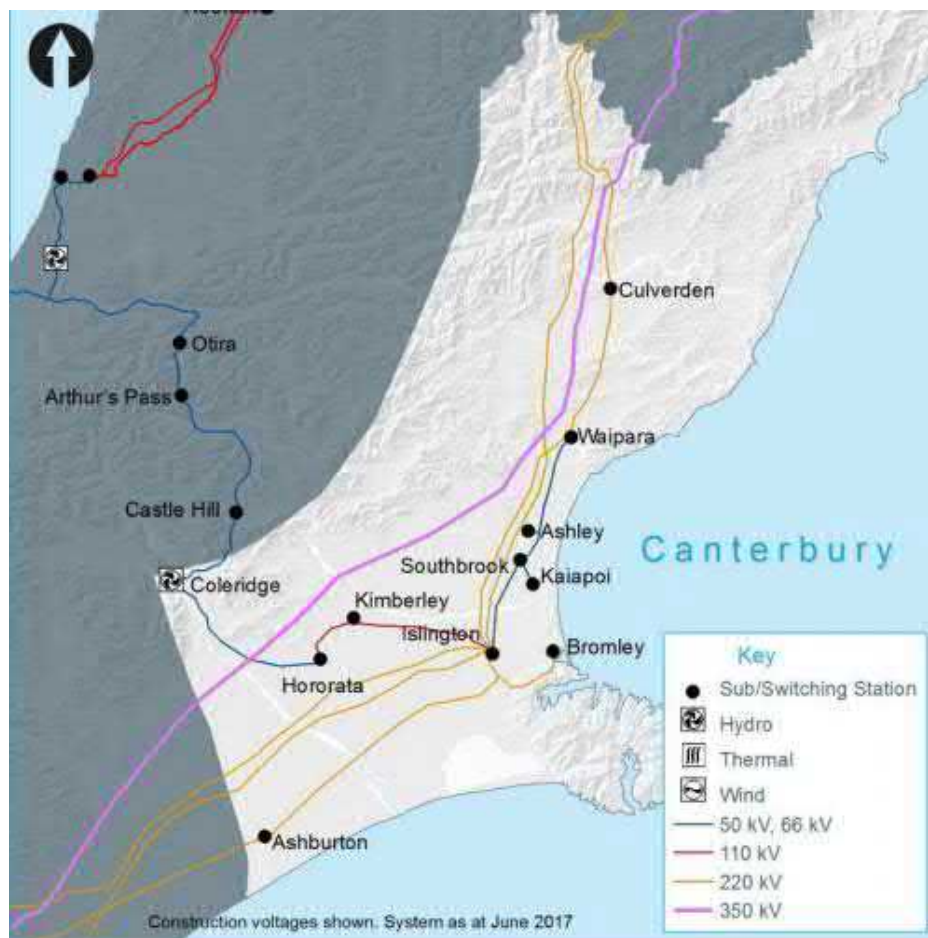 Otira
Arthur's Pass
Castle Hill
Coleridge
Hororata
Kimberley
Islington
Southbrook
Ashley
Kaiapoi
Bromley
Waipara
Culverden
Ashburton
Canterbury
Key
Sub/Switching Station
Hydro
Thermal
Wind
50 kV, 66 kV
110 kV
220 kV
350 kV
Construction voltages shown. System as at June 2017